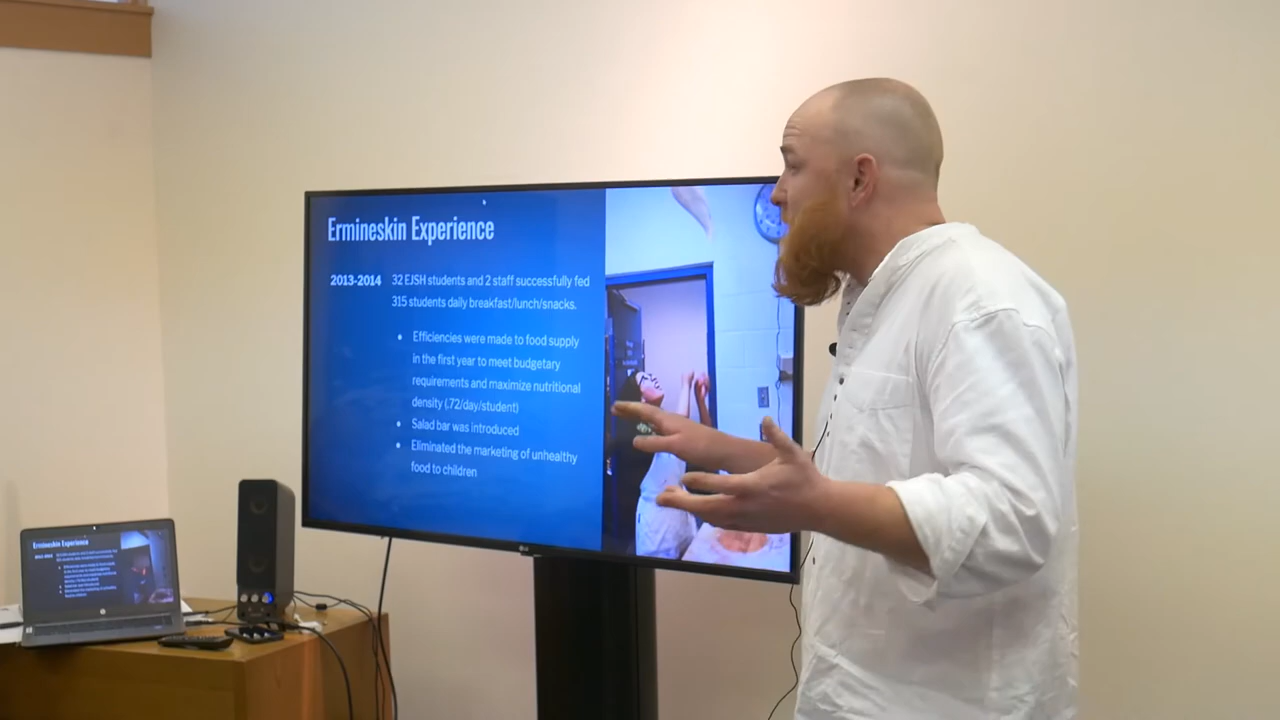 Ermineskin Experience
2013-2014 32 EJSH students and 2 staff successfully fed
315 students daily breakfast/lunch/snacks.
• Efficiencies were made to food supply
in the first year to meet budgetary
requirements and maximize nutritional
density (.72/day/student)
• Salad bar was introduced
• Eliminated the marketing of unhealthy
food to children
LG
Ermineskin Experience